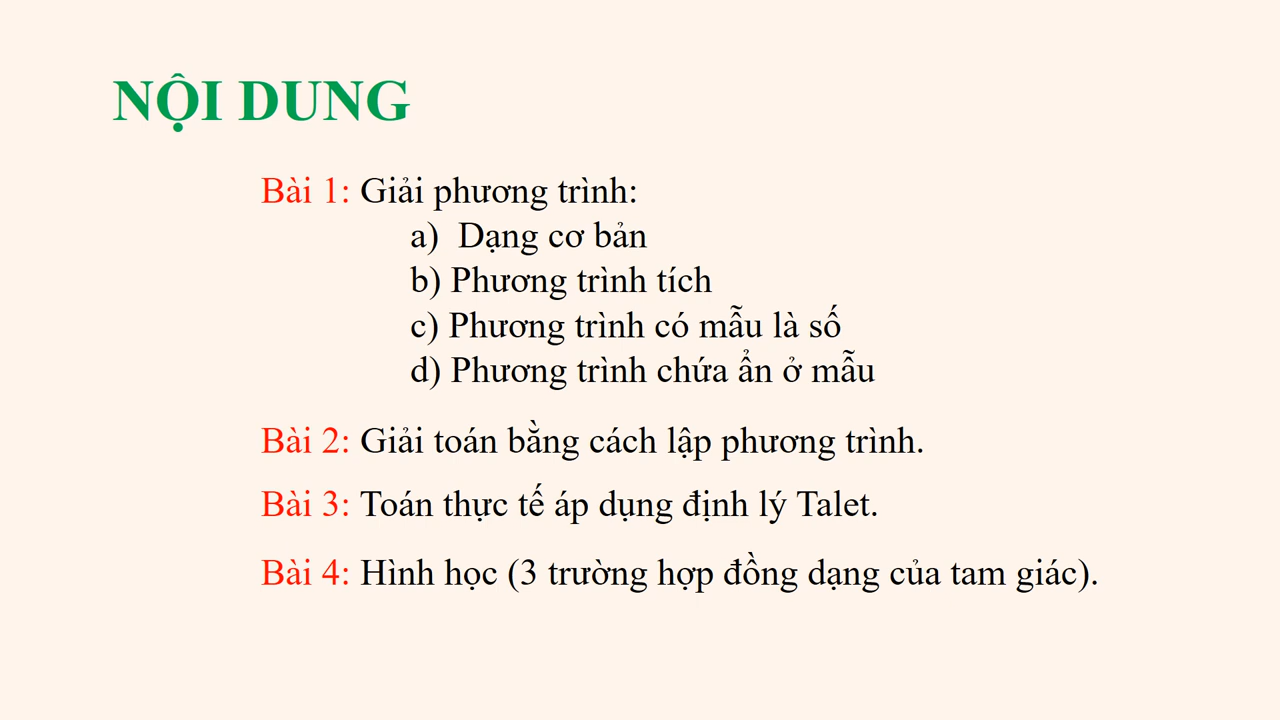 NỘI DUNG
Bài 1: Giải phương trình:
a) Dạng cơ bản
b) Phương trình tích
c) Phương trình có mẫu là số
d) Phương trình chứa ẩn ở mẫu
Bài 2: Giải toán bằng cách lập phương trình.
Bài 3: Toán thực tế áp dụng định lý Talet.
Bài 4: Hình học (3 trường hợp đồng dạng của tam giác).